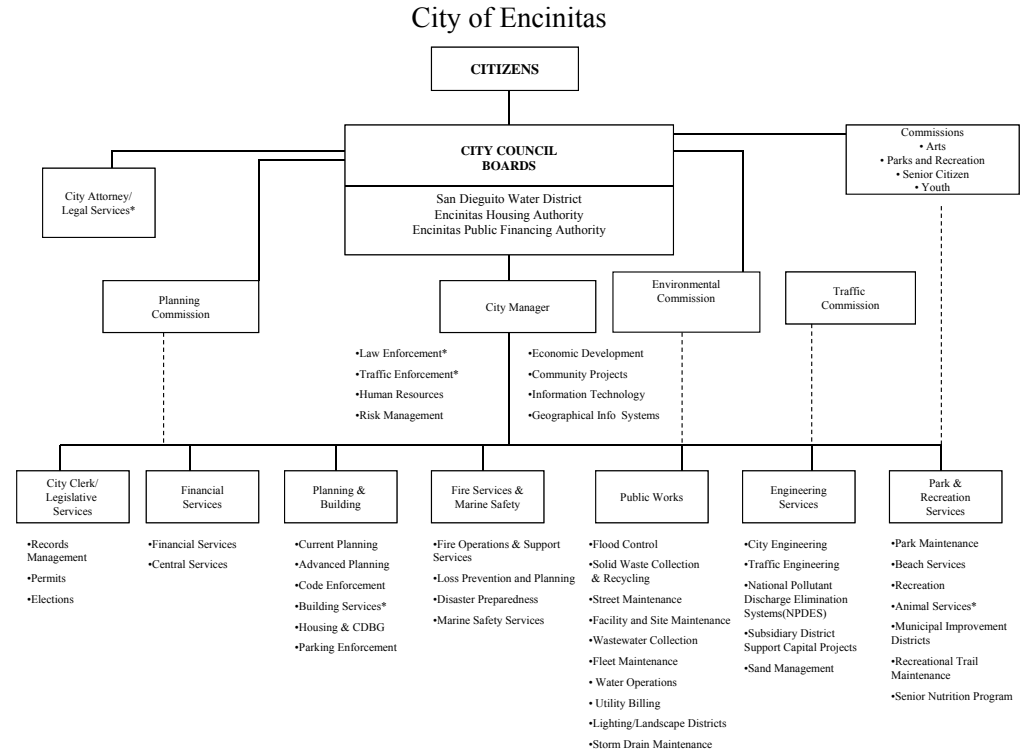 City of Encinitas
CITIZENS
CITY COUNCIL
BOARDS
San Dieguito Water District
Encinitas Housing Authority
Encinitas Public Financing Authority
Commissions
• Arts
• Parks and Recreation
• Senior Citizen
• Youth
City Attorney/
Legal Services*
Planning
Commission
City Manager
Environmental
Commission
Traffic
Commission
•Law Enforcement*
•Traffic Enforcement*
•Human Resources
•Risk Management
•Economic Development
•Community Projects
•Information Technology
•Geographical Info Systems
City Clerk/
Legislative
Services
•Records
Management
•Permits
•Elections
Financial
Services
•Financial Services
•Central Services
Planning &
Building
•Current Planning
•Advanced Planning
•Code Enforcement
•Building Services*
•Housing & CDBG
•Parking Enforcement
Fire Services &
Marine Safety
•Fire Operations & Support
Services
•Loss Prevention and Planning
•Disaster Preparedness
•Marine Safety Services
Public Works
•Flood Control
•Solid Waste Collection
& Recycling
•Street Maintenance
•Facility and Site Maintenance
•Wastewater Collection
•Fleet Maintenance
• Water Operations
• Utility Billing
•Lighting/Landscape Districts
•Storm Drain Maintenance
Engineering
Services
•City Engineering
•Traffic Engineering
•National Pollutant
Discharge Elimination
Systems(NPDES)
•Subsidiary District
Support Capital Projects
•Sand Management
Park &
Recreation
Services
•Park Maintenance
•Beach Services
•Recreation
•Animal Services*
•Municipal Improvement
Districts
•Recreational Trail
Maintenance
•Senior Nutrition Program